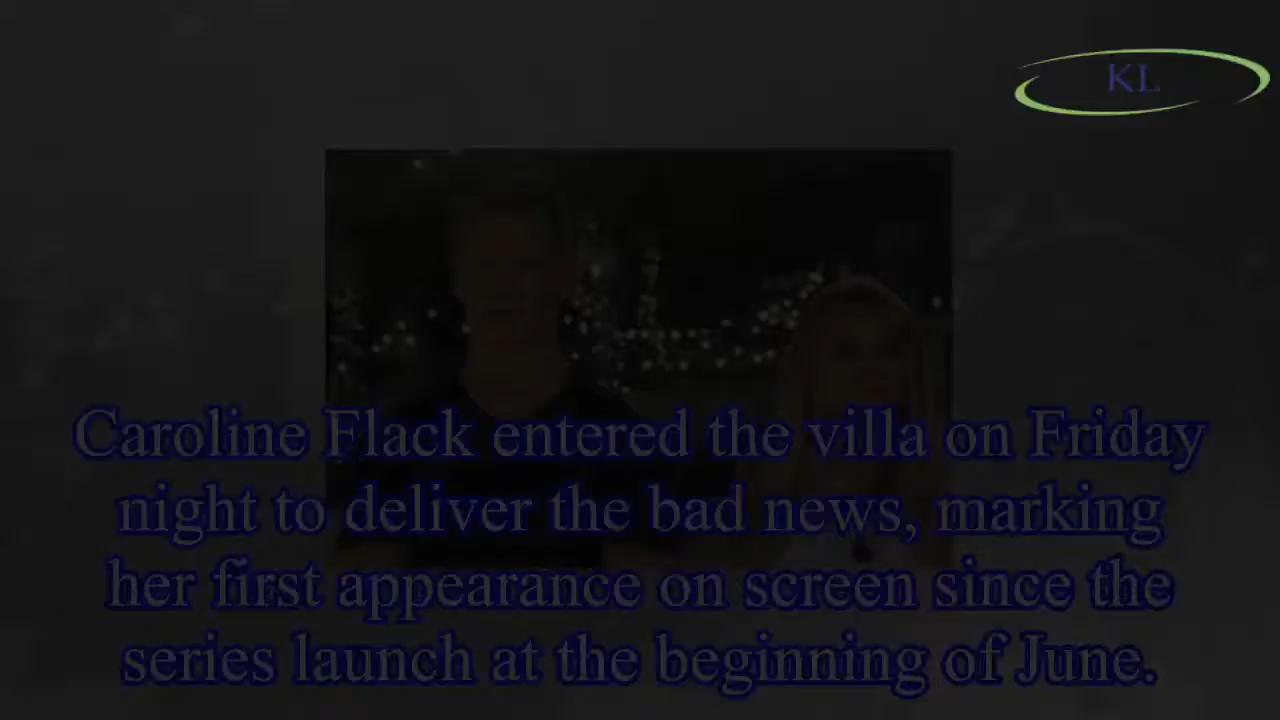 KL
Caroline Flack entered the villa on Friday
night to deliver the bad news, marking
her first appearance on screen since the
series launch at the beginning of June.